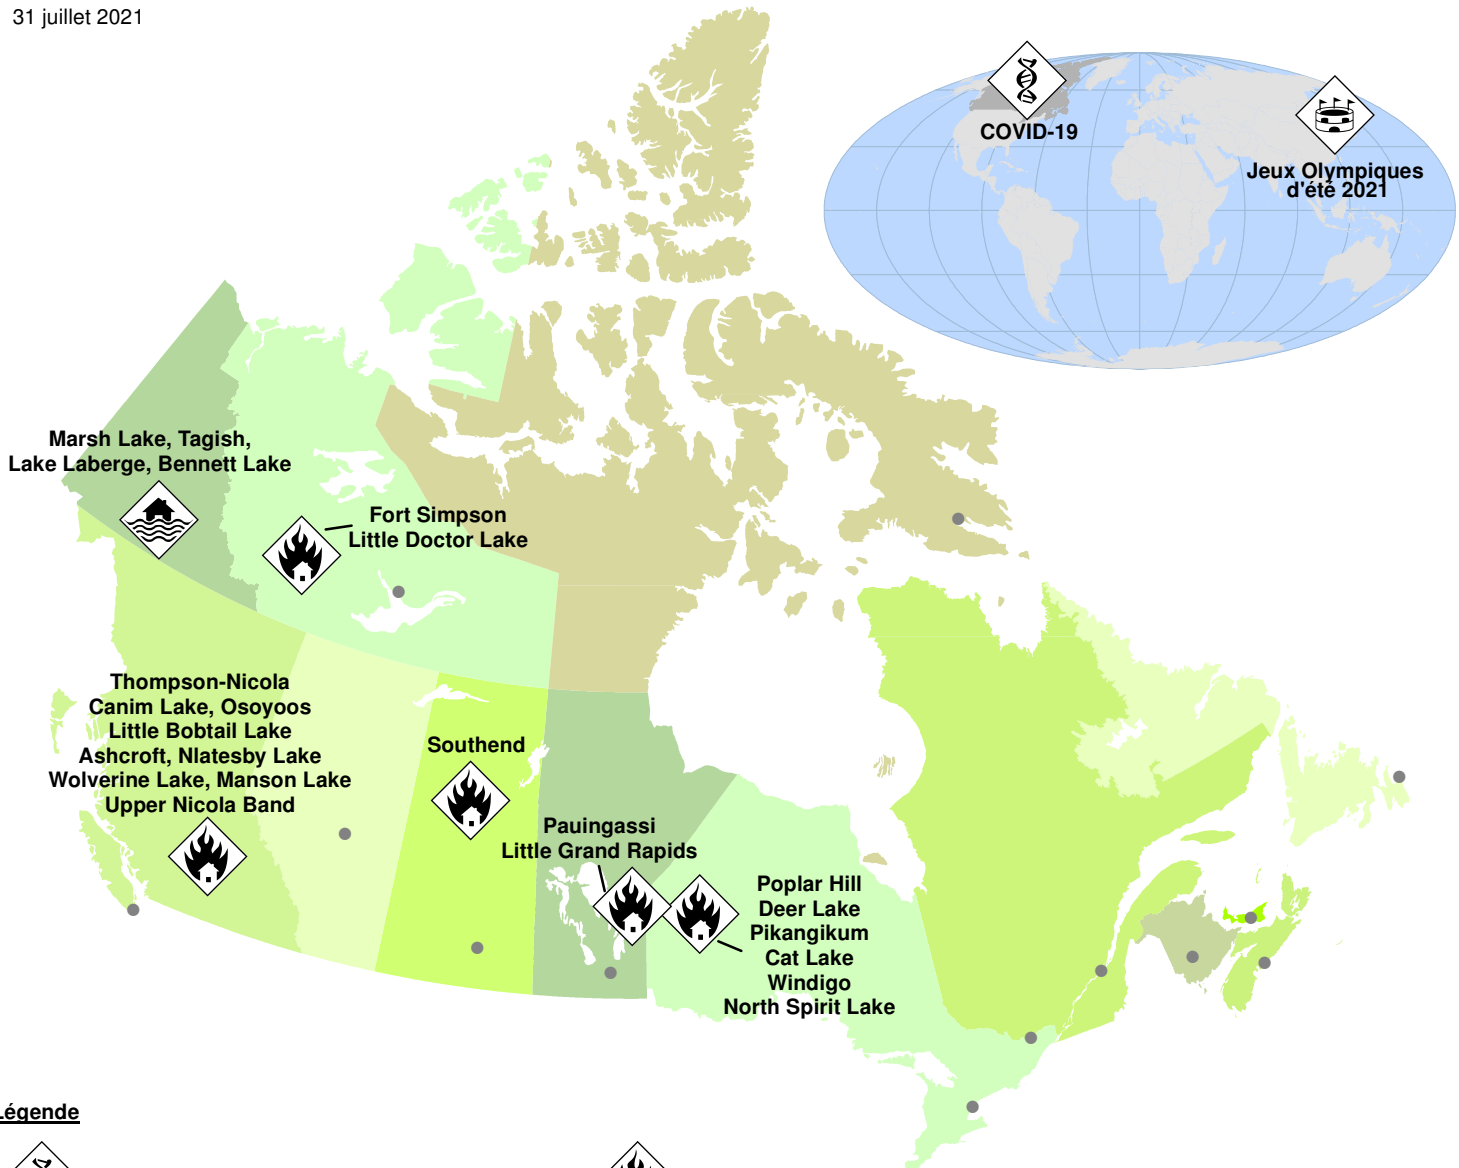 31 juillet 2021
COVID-19
Jeux Olympiques
d'été 2021
Marsh Lake, Tagish,
Lake Laberge, Bennett Lake
Fort Simpson
Little Doctor Lake
Thompson-Nicola
Canim Lake, Osoyoos
Little Bobtail Lake
Ashcroft, Nlatesby Lake
Wolverine Lake, Manson Lake
Upper Nicola Band
Southend
Pauingassi
Little Grand Rapids
Poplar Hill
Deer Lake
Pikangikum
Cat Lake
Windigo
North Spirit Lake
Légende